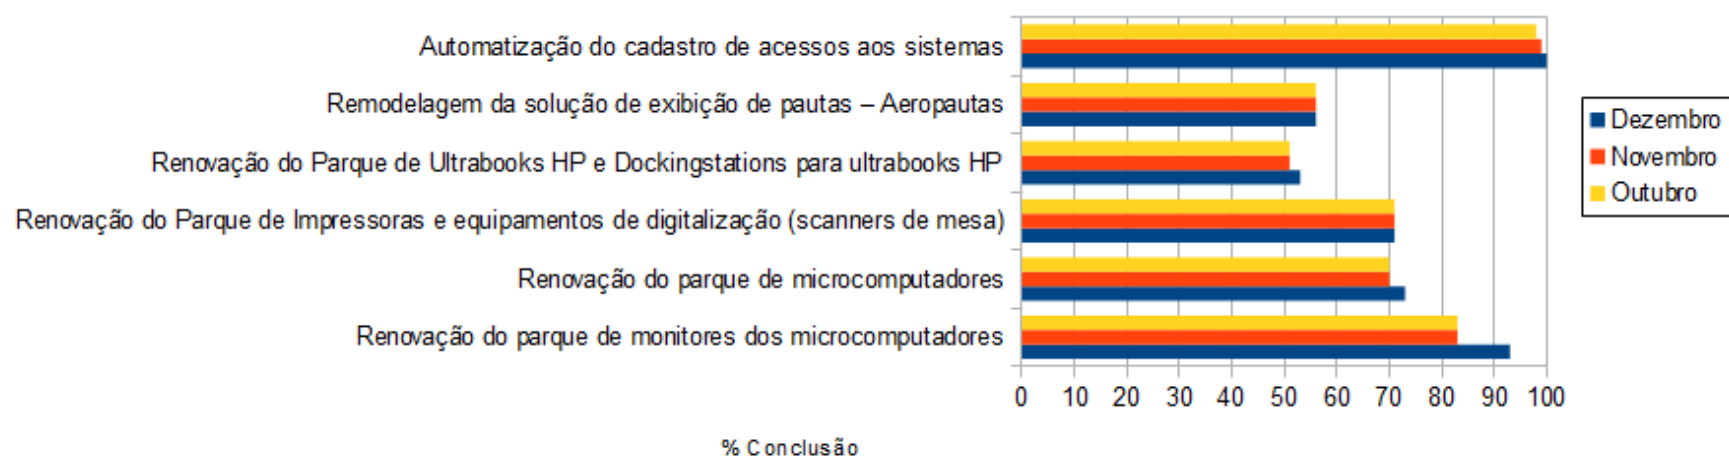 Automatização do cadastro de acessos aos sistemas
Remodelagem da solução de exibição de pautas – Aeropautas
Renovação do Parque de Ultrabooks HP e Dockingstations para ultrabooks HP
Renovação do Parque de Impressoras e equipamentos de digitalização (scanners de mesa)
Renovação do parque de microcomputadores
Renovação do parque de monitores dos microcomputadores
0 10 20 30 40 50 60 70 80 90 100
% Conclusão
Dezembro
Novembro
Outubro